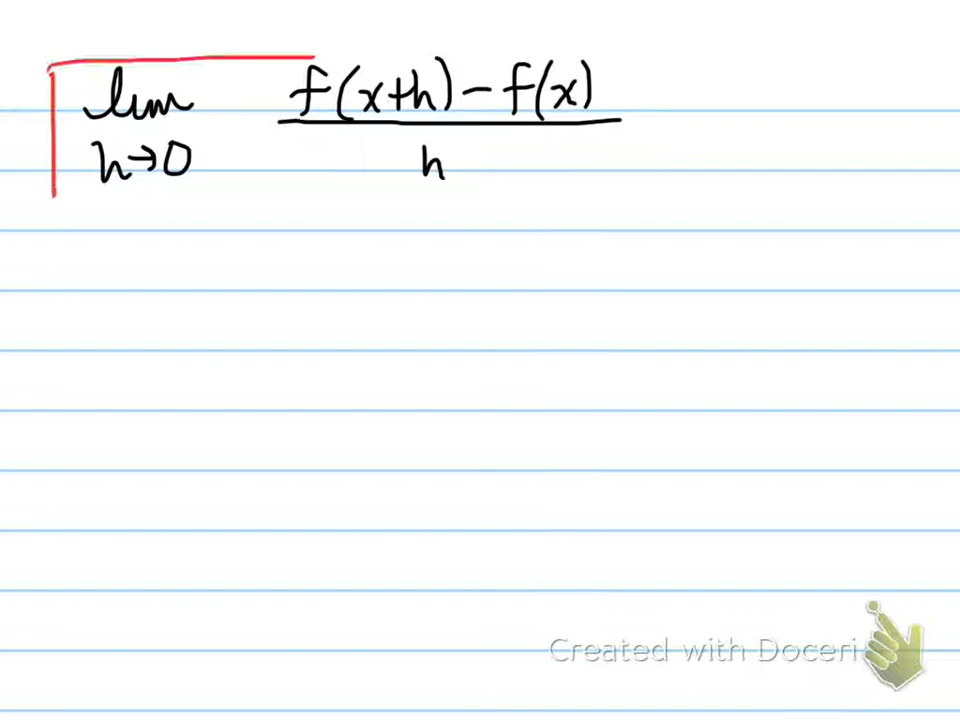 lim f(x+h) - f(x)
h→0 h
Created with Doceri